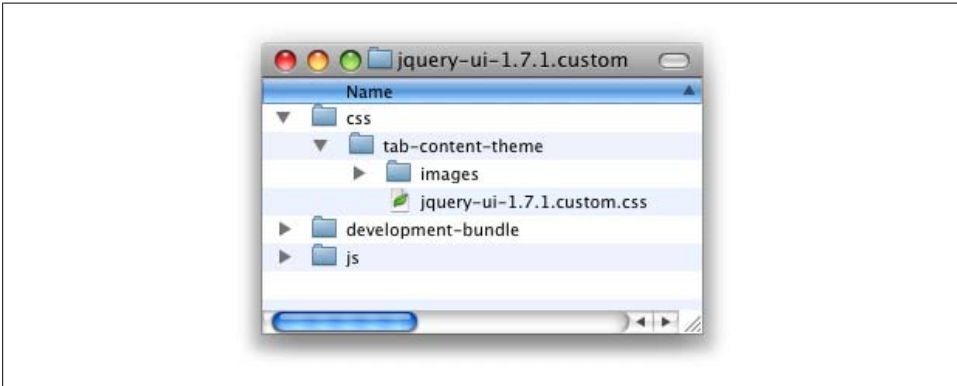 jquery-ui-1.7.1.custom
Name
css
tab-content-theme
images
jquery-ui-1.7.1.custom.css
development-bundle
js